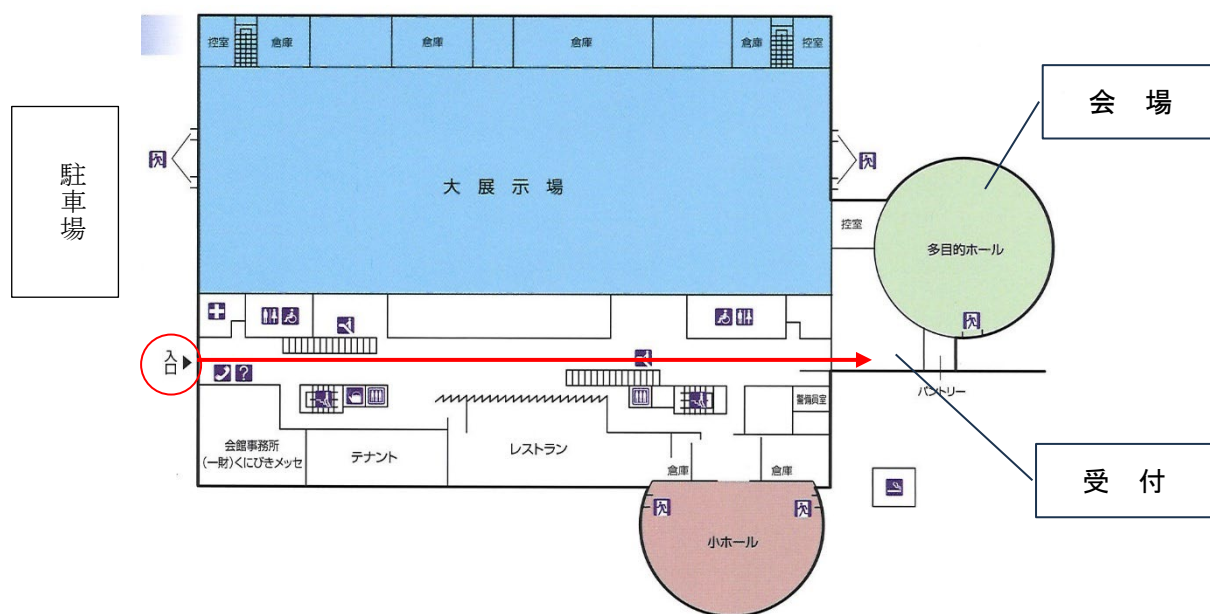 控室
倉庫
倉庫
倉庫
倉庫
控室
会 場
駐車場
大 展 示 場
控室
多目的ホール
入口
?
パントリー
警備員室
会館事務所
(一財)くにびきメッセ
テナント
レストラン
倉庫
倉庫
受 付
小ホール